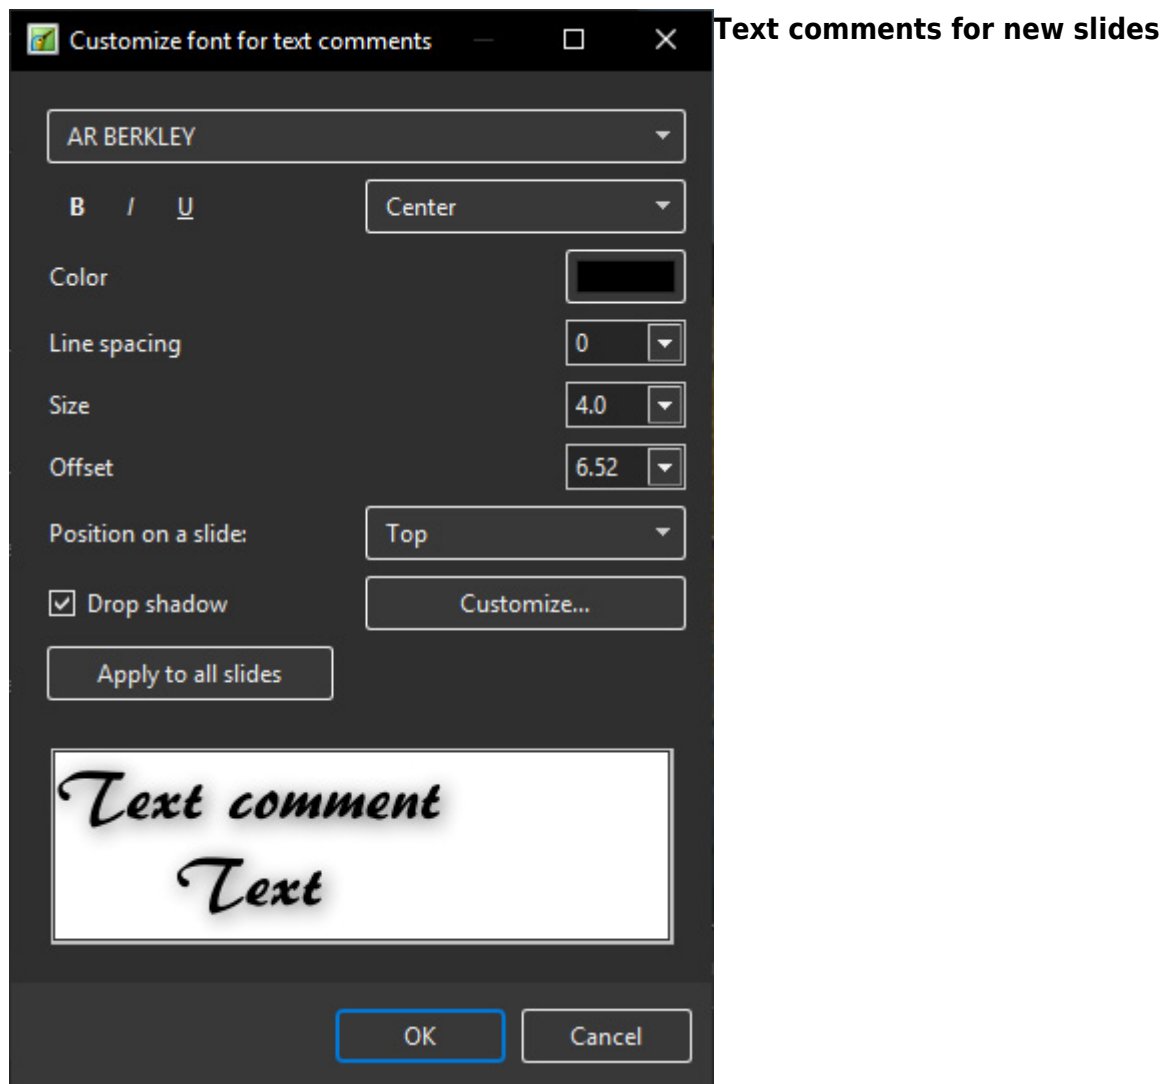 Customize font for text comments
Text comments for new slides
AR BERKLEY
B I U Center
Color
Line spacing 0
Size 4.0
Offset 6.52
Position on a slide: Top
Drop shadow Customize...
Apply to all slides
Text comment
Text
OK Cancel